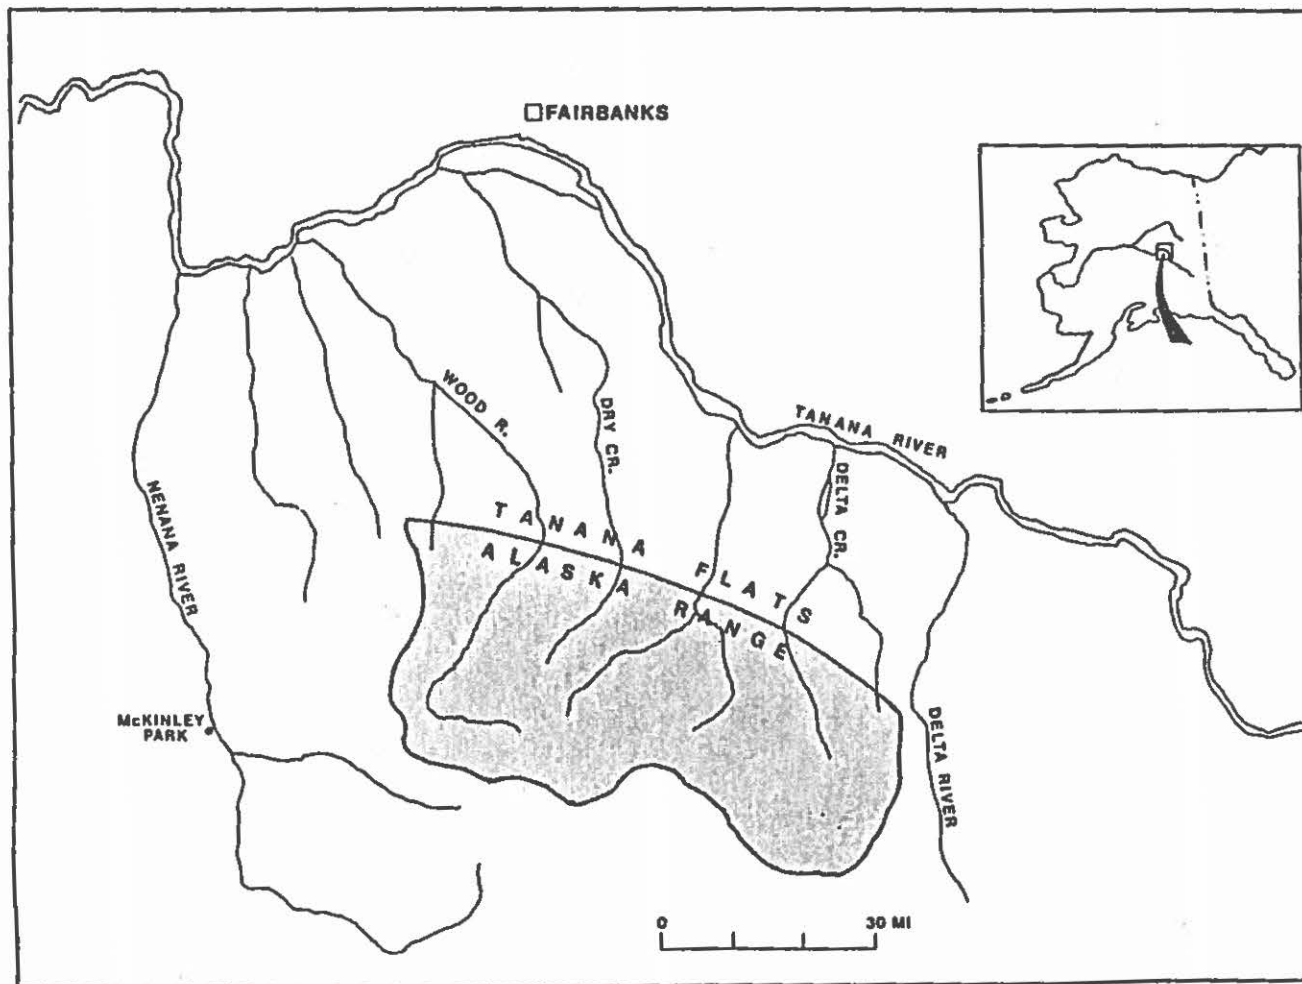 FAIRBANKS
TANANA RIVER
WOOD R.
DRY CR.
DELTA CR.
NENANA RIVER
TANANA FLATS
ALASKA RANGE
McKINLEY
PARK
DELTA RIVER
0 30 MI